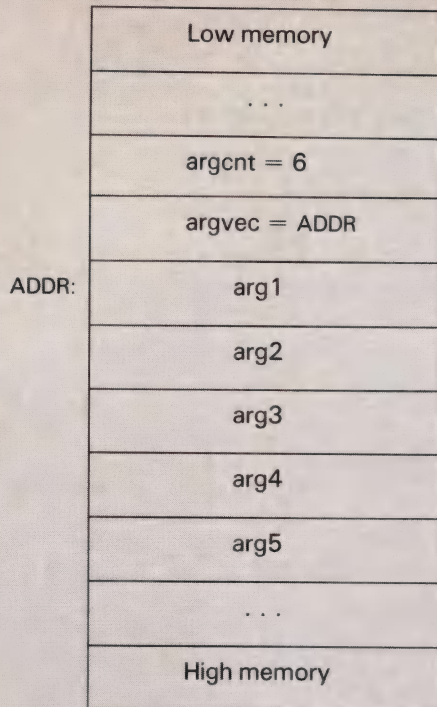 Low memory
. . .
argcnt = 6
argvec = ADDR
ADDR: arg1
arg2
arg3
arg4
arg5
. . .
High memory